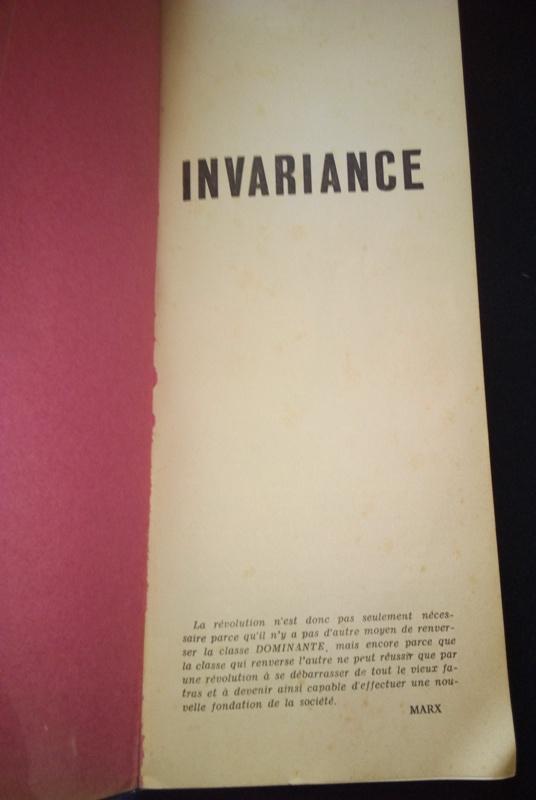 INVARIANCE
La révolution n'est donc pas seulement néces-
saire parce qu'il n'y a pas d'autre moyen de renver-
ser la classe DOMINANTE, mais encore parce que
la classe qui renverse l'autre ne peut réussir que par
une révolution à se débarrasser de tout le vieux fa-
tras et à devenir ainsi capable d'effectuer une nou-
velle fondation de la société.
MARX